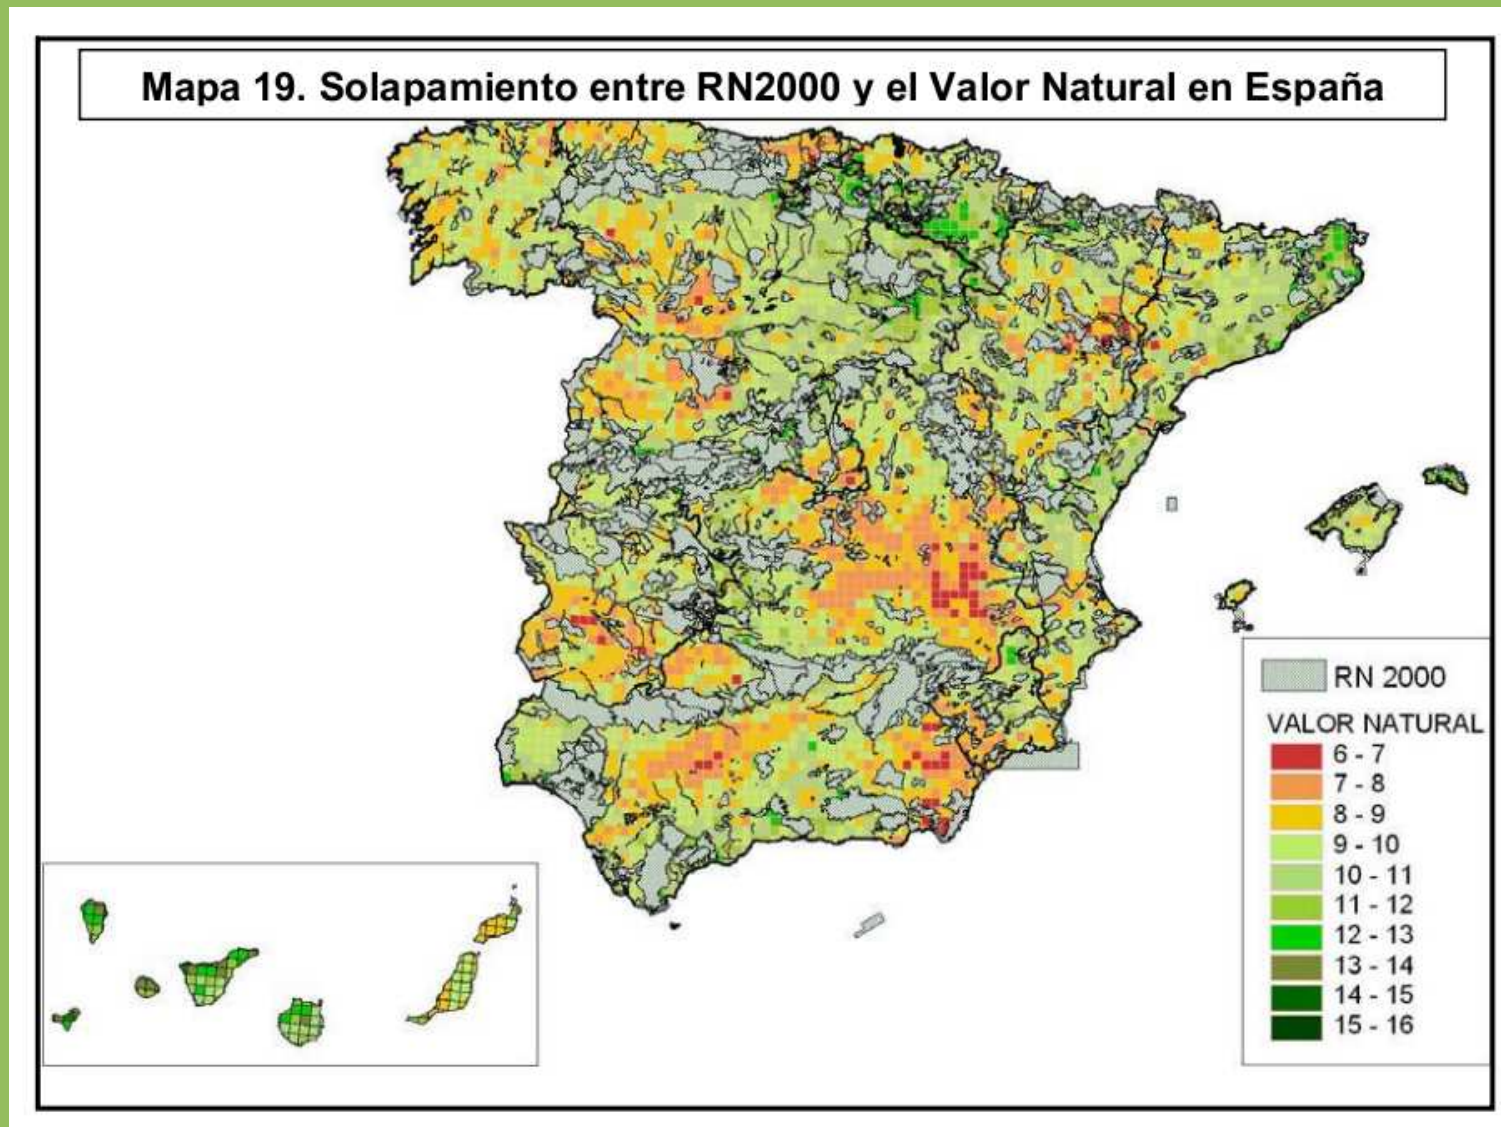 Mapa 19. Solapamiento entre RN2000 y el Valor Natural en España
RN 2000
VALOR NATURAL
6 - 7
7 - 8
8 - 9
9 - 10
10 - 11
11 - 12
12 - 13
13 - 14
14 - 15
15 - 16